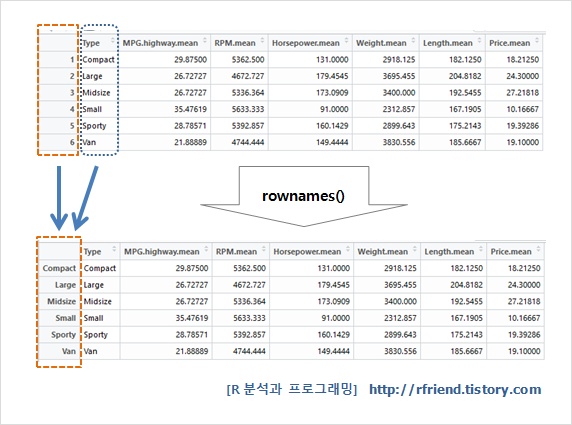 Type MPG.highway.mean RPM.mean Horsepower.mean Weight.mean Length.mean Price.mean
1 Compact 29.87500 5362.500 131.0000 2918.125 182.1250 18.21250
2 Large 26.72727 4672.727 179.4545 3695.455 204.8182 24.30000
3 Midsize 26.72727 5336.364 173.0909 3400.000 192.5455 27.21818
4 Small 35.47619 5633.333 91.0000 2312.857 167.1905 10.16667
5 Sporty 28.78571 5392.857 160.1429 2899.643 175.2143 19.39286
6 Van 21.88889 4744.444 149.4444 3830.556 185.6667 19.10000
rownames()
Type MPG.highway.mean RPM.mean Horsepower.mean Weight.mean Length.mean Price.mean
Compact Compact 29.87500 5362.500 131.0000 2918.125 182.1250 18.21250
Large Large 26.72727 4672.727 179.4545 3695.455 204.8182 24.30000
Midsize Midsize 26.72727 5336.364 173.0909 3400.000 192.5455 27.21818
Small Small 35.47619 5633.333 91.0000 2312.857 167.1905 10.16667
Sporty Sporty 28.78571 5392.857 160.1429 2899.643 175.2143 19.39286
Van Van 21.88889 4744.444 149.4444 3830.556 185.6667 19.10000
[R 분석과 프로그래밍] http://rfriend.tistory.com